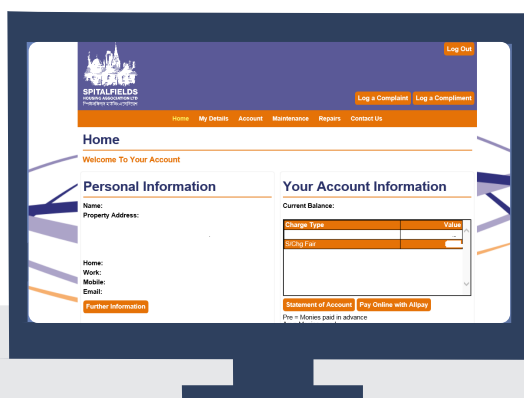 Log Out
SPITALFIELDS
HOUSING ASSOCIATION LTD
Log a Complaint
Log a Compliment
Home
My Details
Account
Maintenance
Repairs
Contact Us
Home
Welcome To Your Account
Personal Information
Name:
Property Address:
Home:
Work:
Mobile:
Email:
Further Information
Your Account Information
Current Balance:
Charge Type
Value
S/Chg Fair
Statement of Account
Pay Online with Allpay
Pre = Monies paid in advance